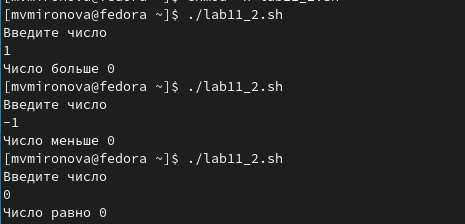 [mvmironova@fedora ~]$ ./lab11_2.sh
Введите число
1
Число больше 0
[mvmironova@fedora ~]$ ./lab11_2.sh
Введите число
-1
Число меньше 0
[mvmironova@fedora ~]$ ./lab11_2.sh
Введите число
0
Число равно 0